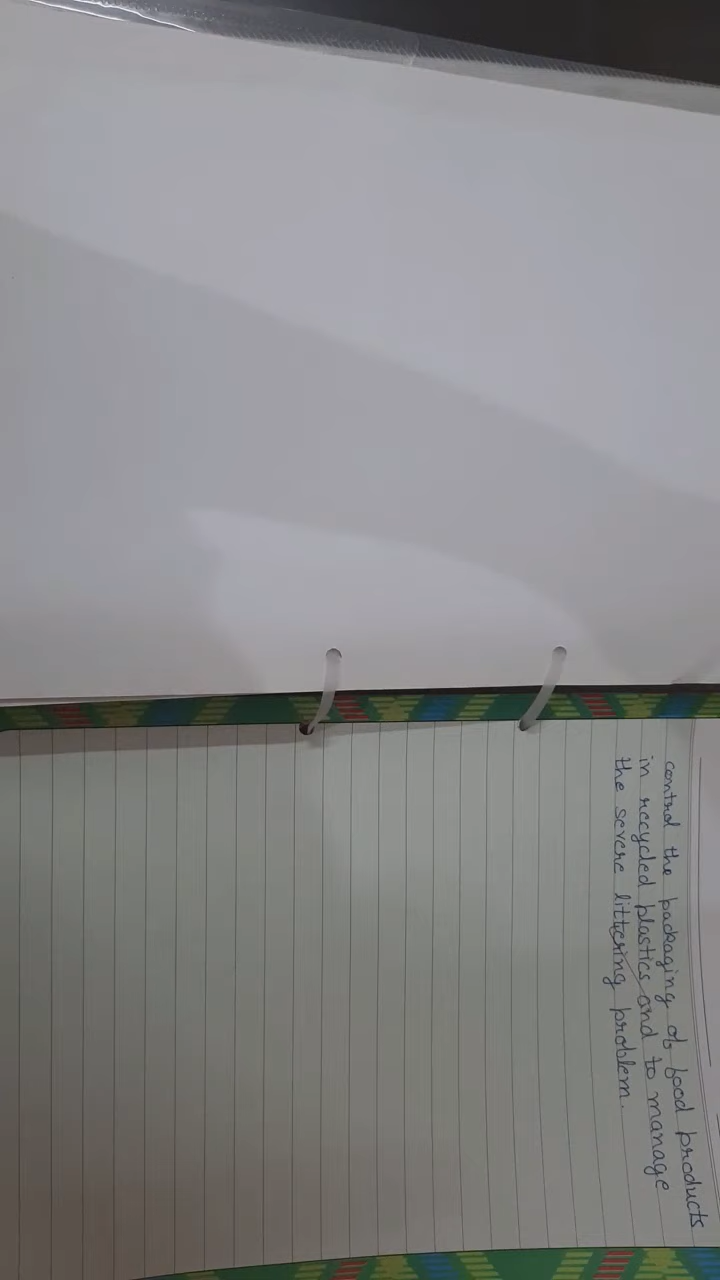 control the packaging of food products
in recycled plastics and to manage
the severe littering problem.